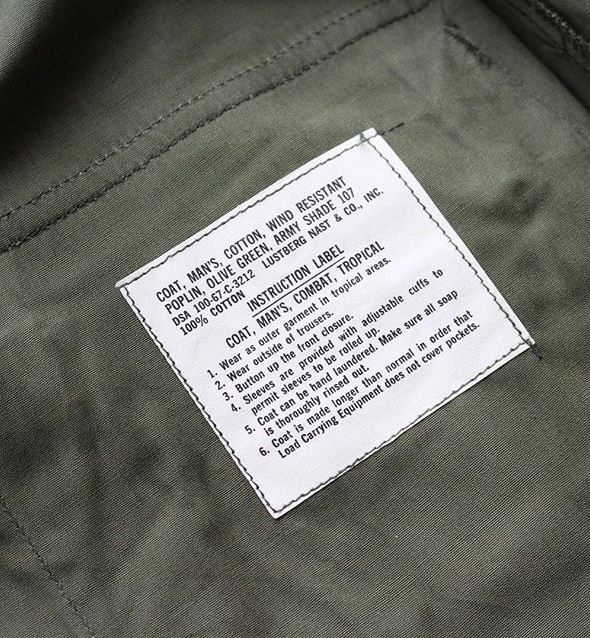 COAT, MAN'S, COTTON, WIND RESISTANT
POPLIN, OLIVE GREEN, ARMY SHADE 107
DSA 100-67-C-3212 LUSTBERG NAST & CO., INC.
100% COTTON
INSTRUCTION LABEL
COAT, MAN'S, COMBAT, TROPICAL
1. Wear as outer garment in tropical areas.
2. Wear outside of trousers.
3. Button up the front closure.
4. Sleeves are provided with adjustable cuffs to
permit sleeves to be rolled up.
5. Coat can be hand laundered. Make sure all soap
is thoroughly rinsed out.
6. Coat is made longer than normal in order that
Load Carrying Equipment does not cover pockets.